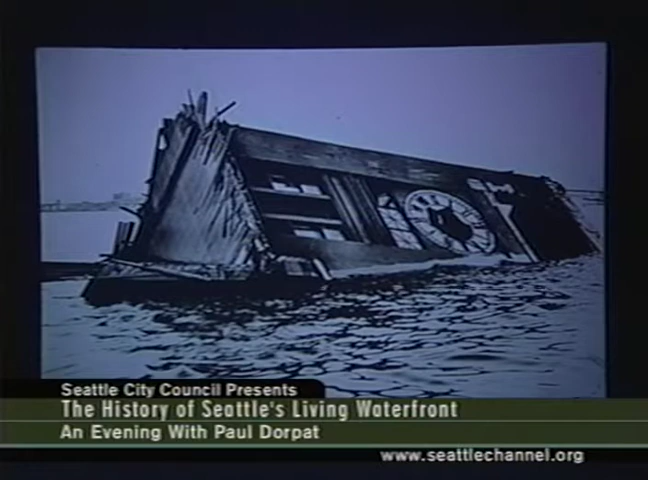 Seattle City Council Presents
The History of Seattle's Living Waterfront
An Evening With Paul Dorpat
www.seattlechannel.org